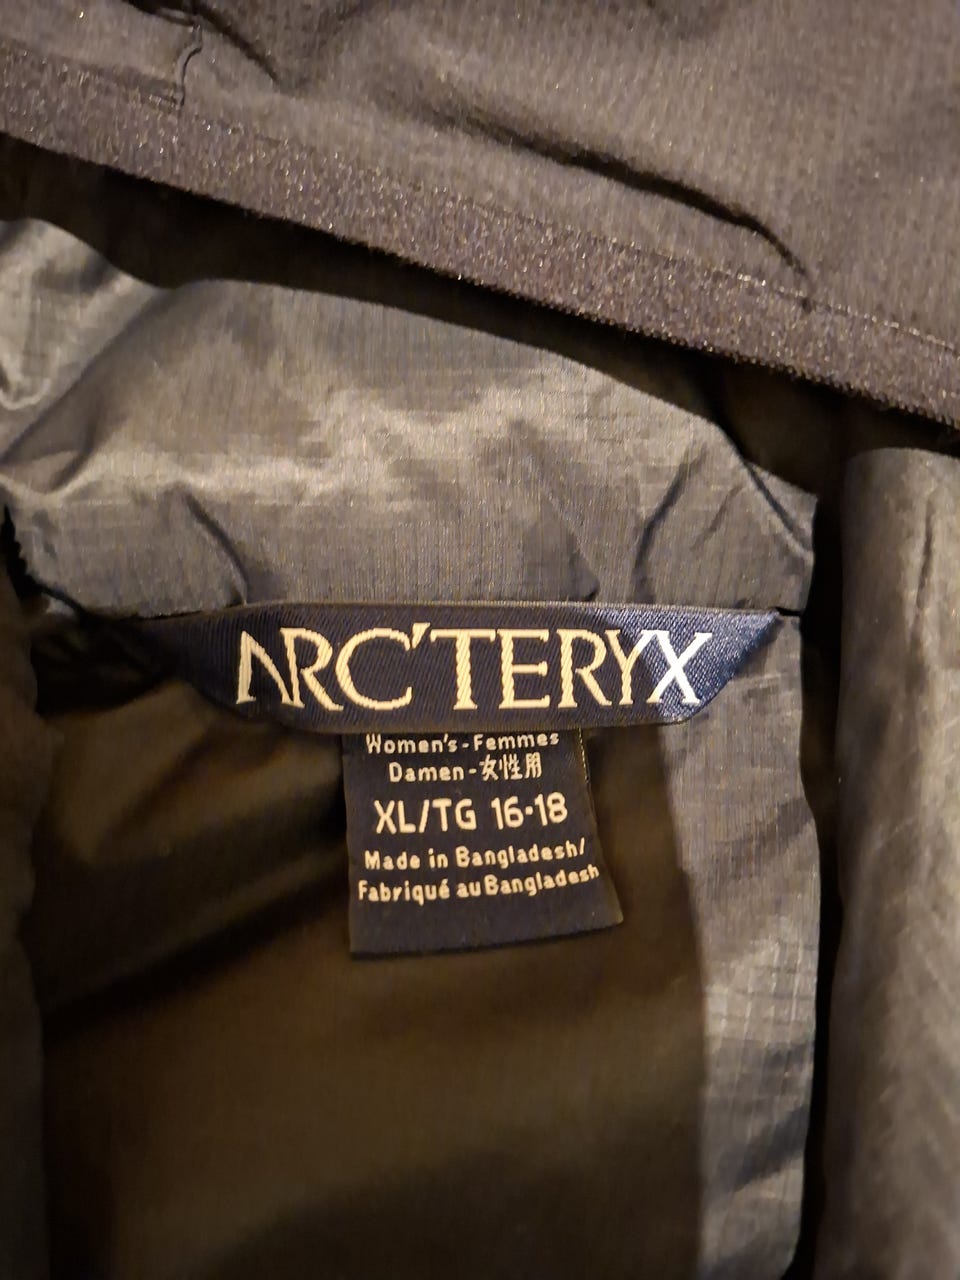 ARC'TERYX
Women's-Femmes
Damen-女性用
XL/TG 16-18
Made in Bangladesh/
Fabriqué au Bangladesh